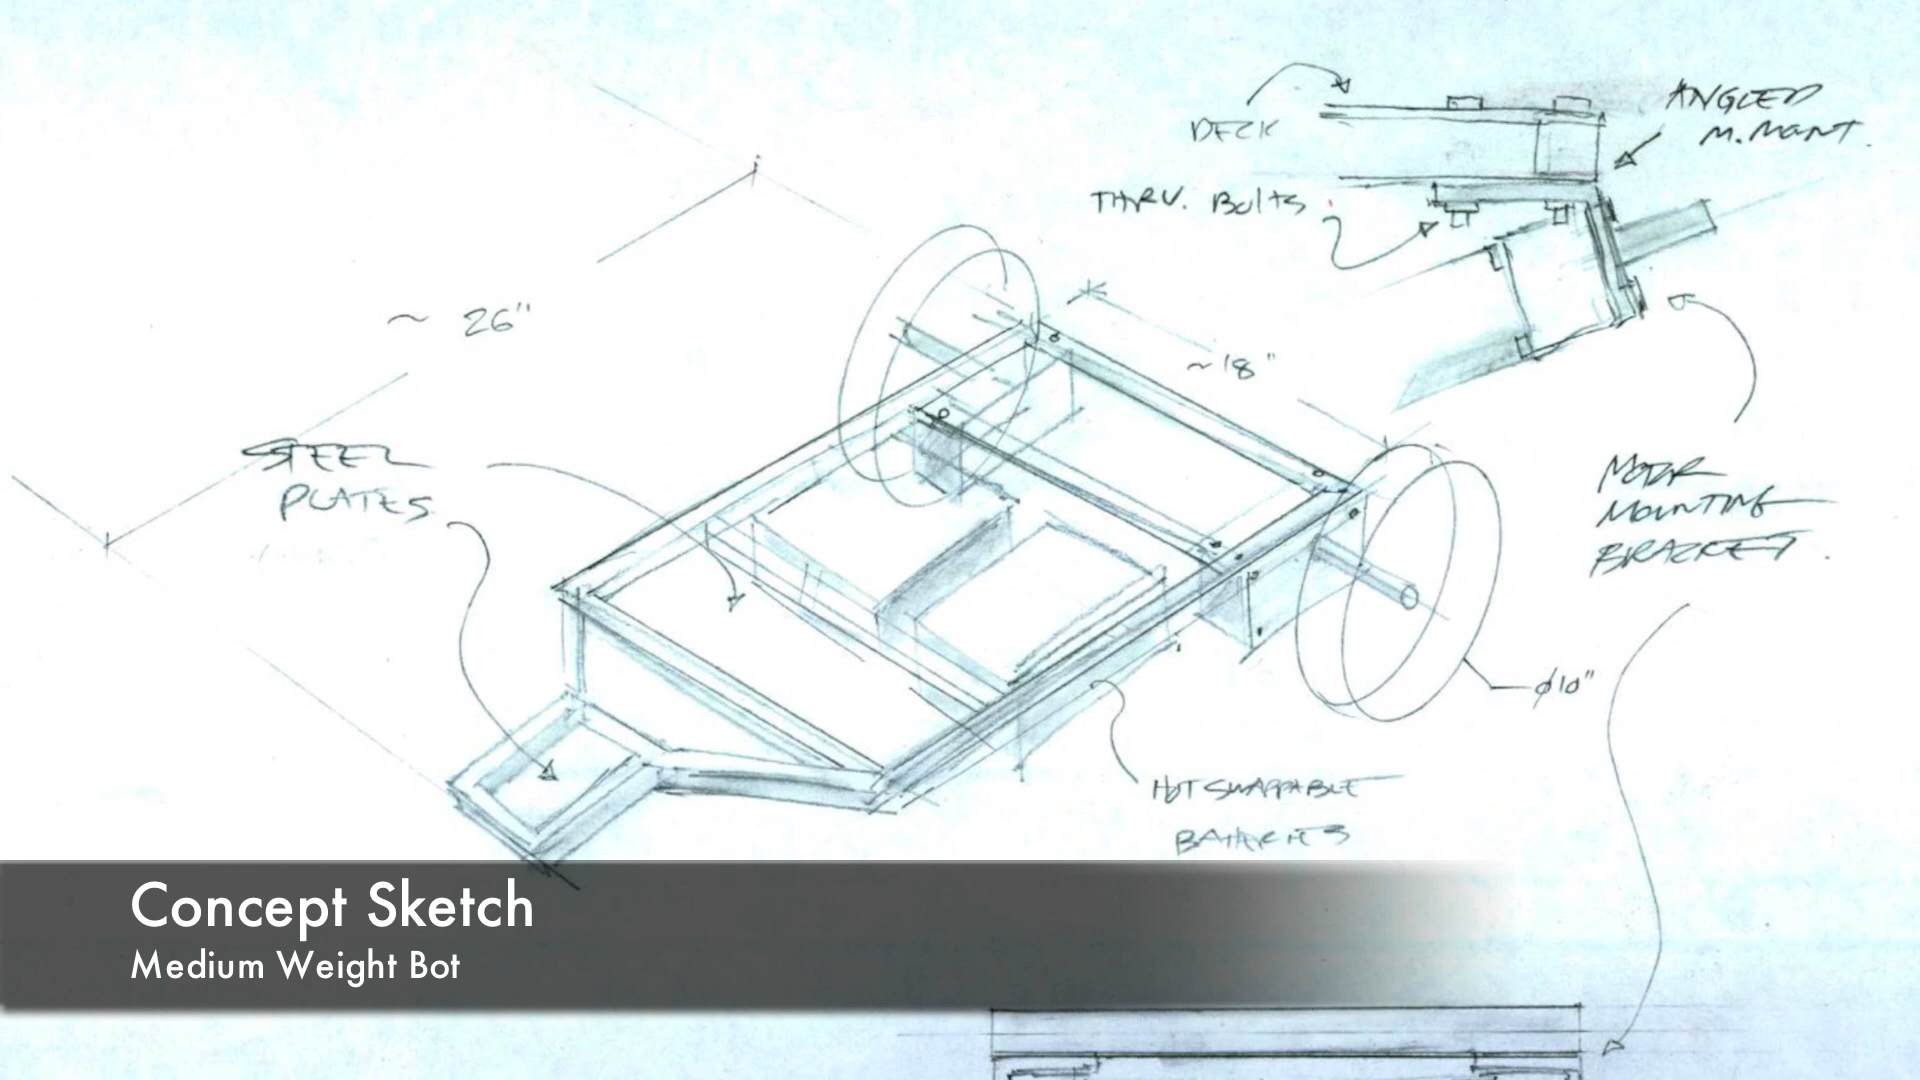 DECK
ANGLED
M. MONT.
THRU. Bolts
~ 26"
~ 18"
STEEL
PLATES
MOTOR
MOUNTING
BRACKET.
φ10"
HOT SWAPPABLE
BATTERIES
Concept Sketch
Medium Weight Bot